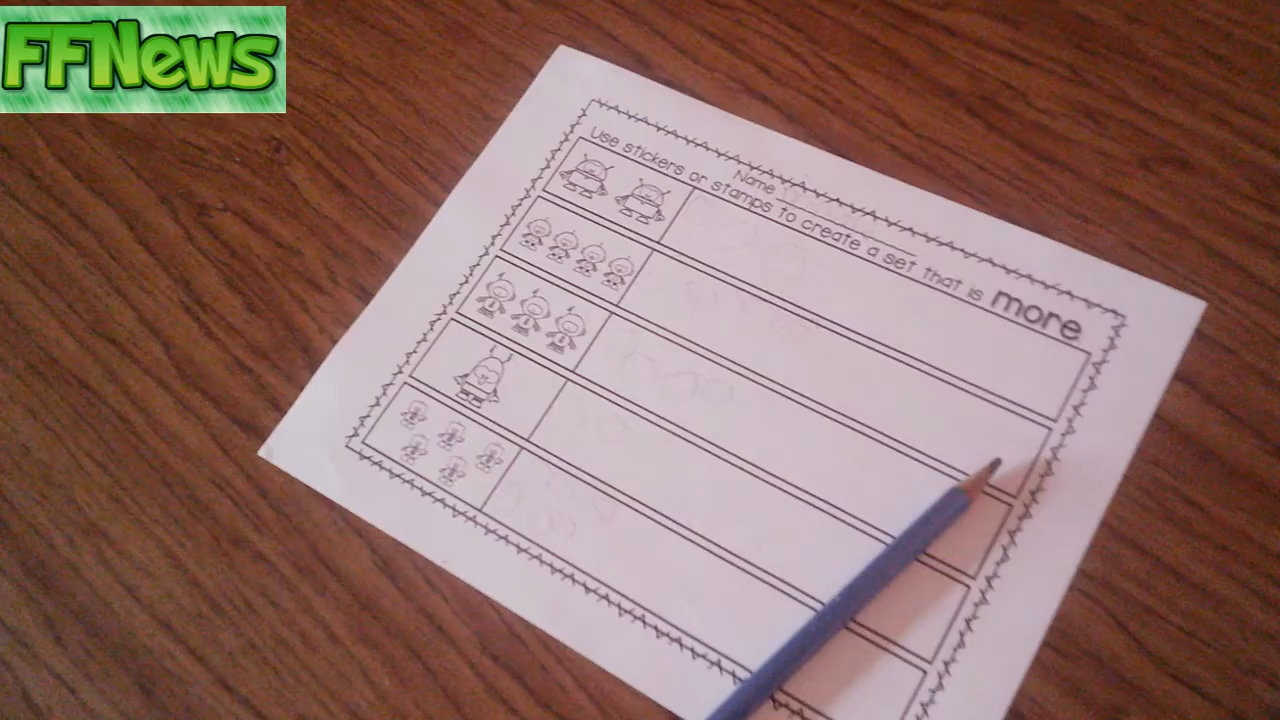 FFNews
Name
Use stickers or stamps to create a set that is more